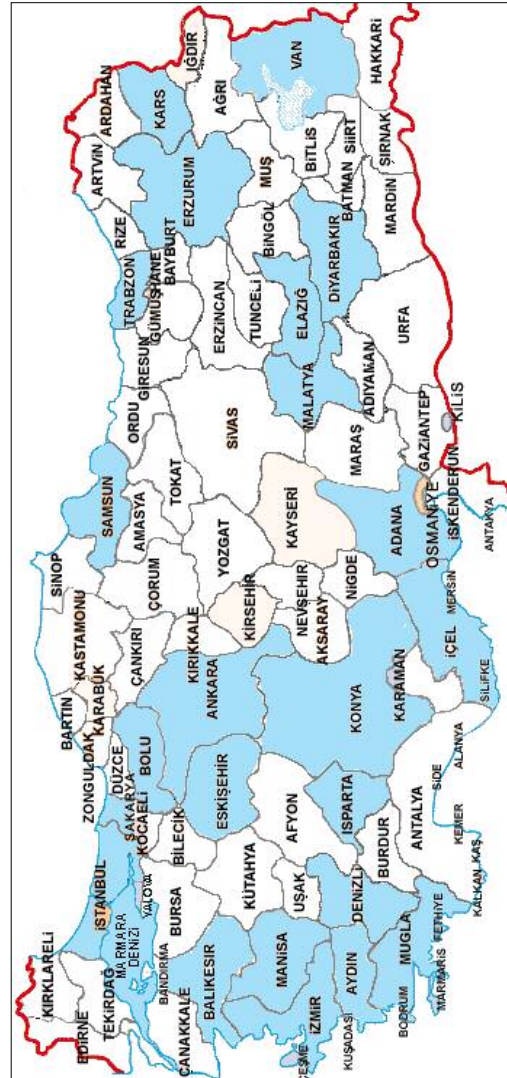 KIRKLARELİ
EDİRNE
TEKİRDAG
İSTANBUL
MARMARA
DENİZİ
YALOVA
KOCAELİ
SAKARYA
DÜZCE
ZONGULDAK
BARTIN
KARABÜK
KASTAMONU
SİNOP
SAMSUN
ORDU
GİRESUN
TRABZON
GÜMÜŞHANE
BAYBURT
RİZE
ARTVİN
ARDAHAN
KARS
IĞDIR
ÇANAKKALE
BANDIRMA
BURSA
BİLECİK
BOLU
ÇANKIRI
ÇORUM
AMASYA
TOKAT
SİVAS
ERZİNCAN
ERZURUM
AĞRI
BALIKESIR
KÜTAHYA
ESKİŞEHİR
ANKARA
KIRIKKALE
KIRŞEHİR
YOZGAT
KAYSERİ
TUNCELİ
BİNGÖL
MUŞ
VAN
MANİSA
UŞAK
AFYON
KONYA
AKSARAY
NEVŞEHİR
NİGDE
MALATYA
ELAZIĞ
DİYARBAKIR
BİTLİS
BATMAN
SİİRT
ŞIRNAK
HAKKARİ
ÇEŞME
İZMİR
KUŞADASI
AYDIN
DENİZLİ
ISPARTA
BURDUR
KARAMAN
ADANA
MARAŞ
ADIYAMAN
URFA
MARDİN
BODRUM
MUGLA
MARMARİS
FETHİYE
KALKAN
KAŞ
ANTALYA
KEMER
SİDE
ALANYA
İÇEL
SİLİFKE
MERSİN
OSMANİYE
İSKENDERUN
ANTAKYA
GAZİANTEP
KİLİS